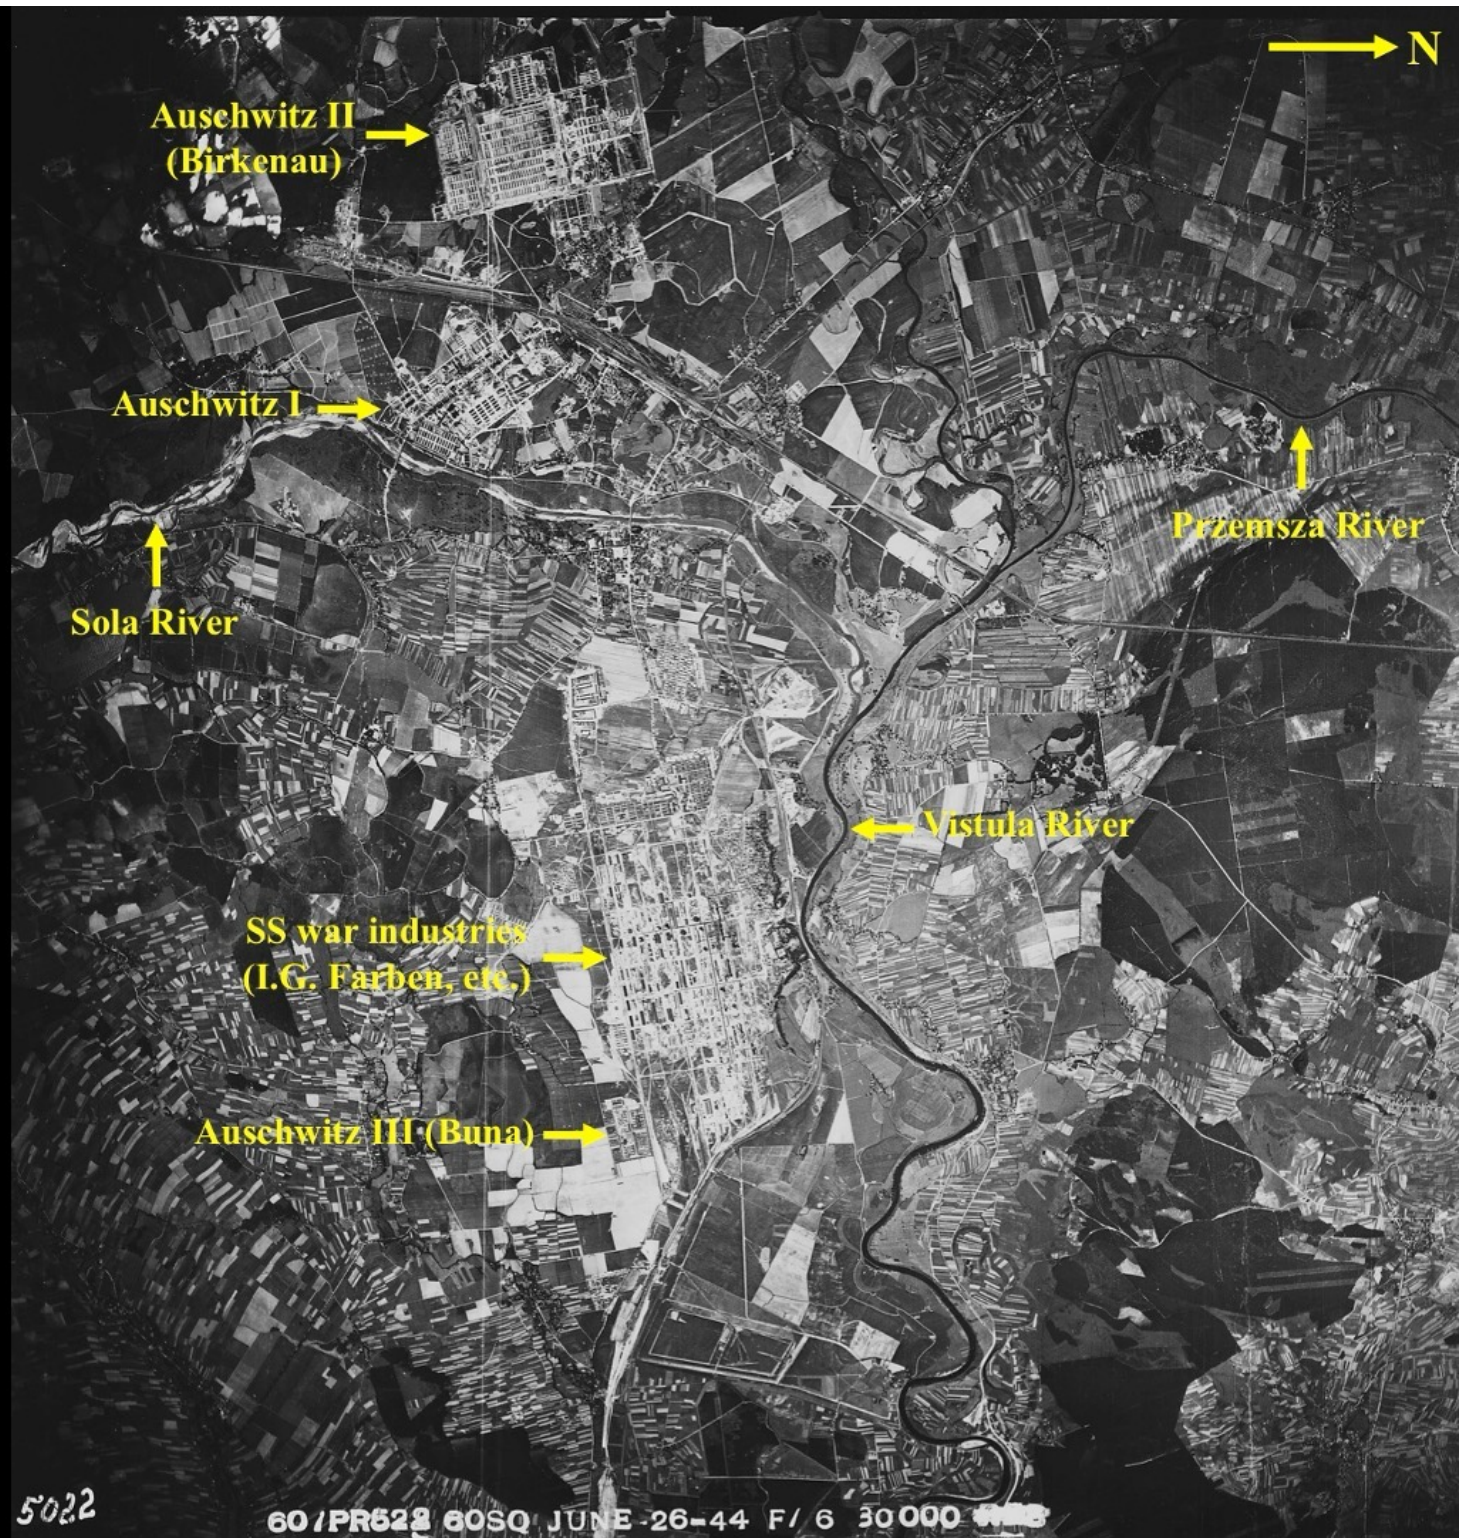 N
Auschwitz II
(Birkenau)
Auschwitz I
Przemsza River
Sola River
Vistula River
SS war industries
(I.G. Farben, etc.)
Auschwitz III (Buna)
5022
60/PR522 60SQ JUNE-26-44 F/6 30000